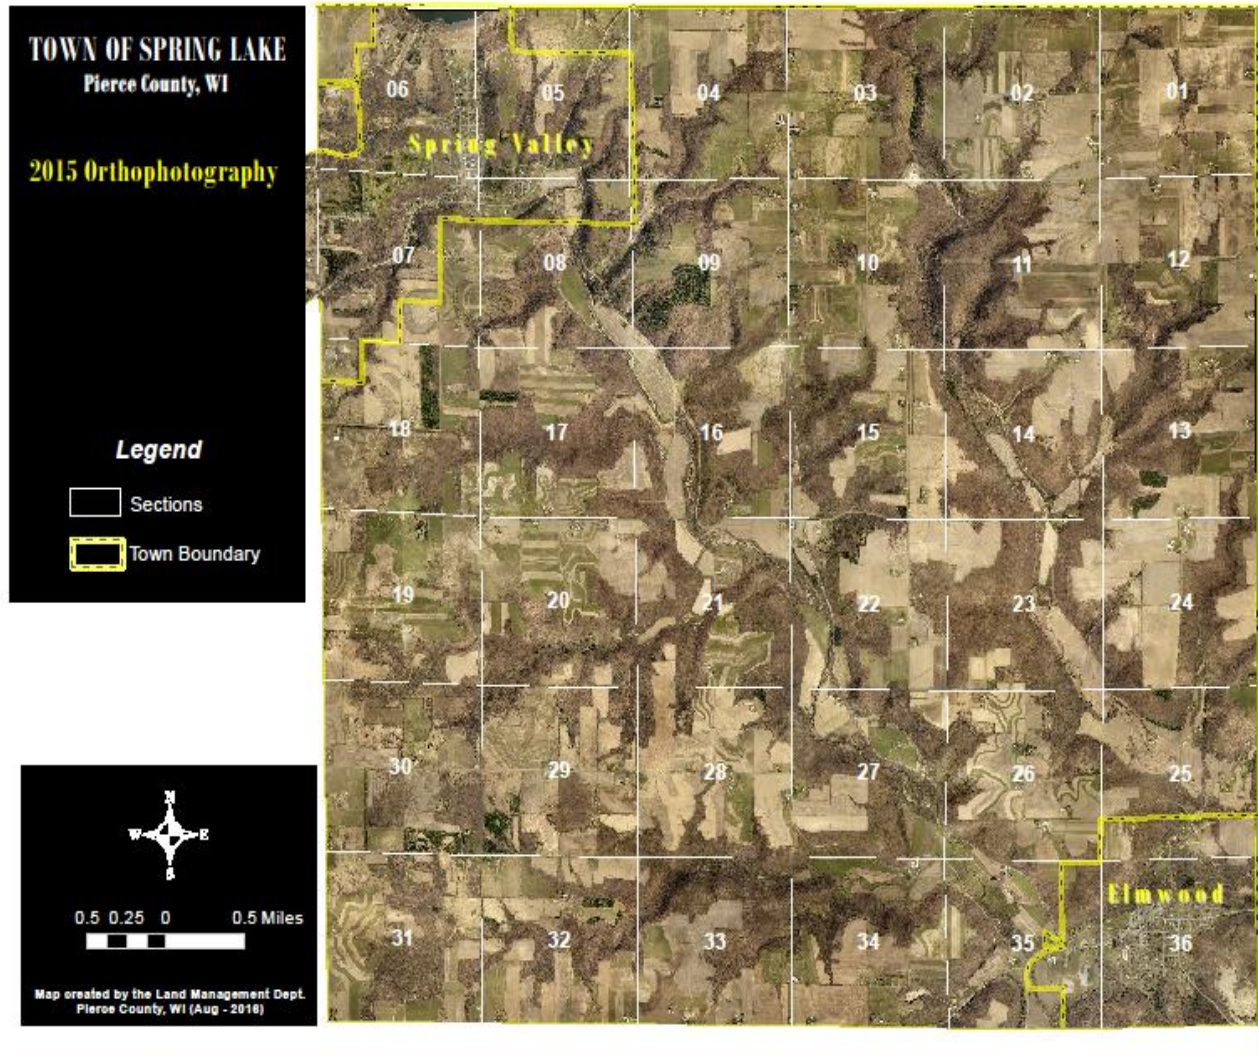 TOWN OF SPRING LAKE
Pierce County, WI
2015 Orthophotography
Legend
Sections
Town Boundary
N
W E
S
0.5 0.25 0 0.5 Miles
Map created by the Land Management Dept.
Pierce County, WI (Aug - 2016)
06 05 04 03 02 01
Spring Valley
07 08 09 10 11 12
18 17 16 15 14 13
19 20 21 22 23 24
30 29 28 27 26 25
Elmwood
31 32 33 34 35 36